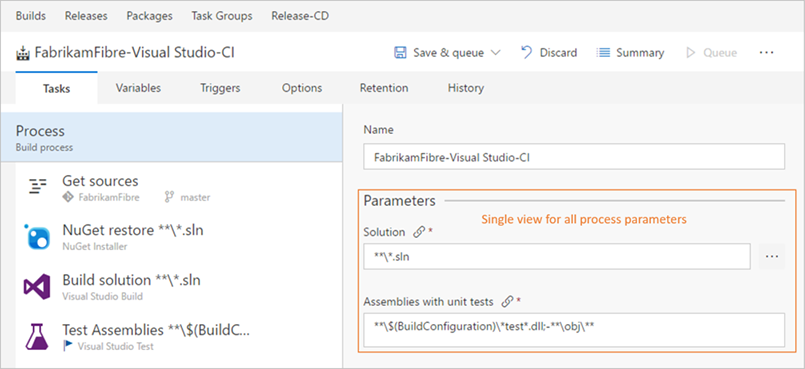 Builds Releases Packages Task Groups Release-CD
FabrikamFibre-Visual Studio-CI Save & queue Discard Summary Queue ...
Tasks Variables Triggers Options Retention History
Process
Build process
Get sources
FabrikamFibre master
NuGet restore **\*.sln
NuGet Installer
Build solution **\*.sln
Visual Studio Build
Test Assemblies **\$(BuildC...
Visual Studio Test
Name
FabrikamFibre-Visual Studio-CI
Parameters
Single view for all process parameters
Solution *
**\*.sln ...
Assemblies with unit tests *
**\$(BuildConfiguration)\*test*.dll;-**\obj\**